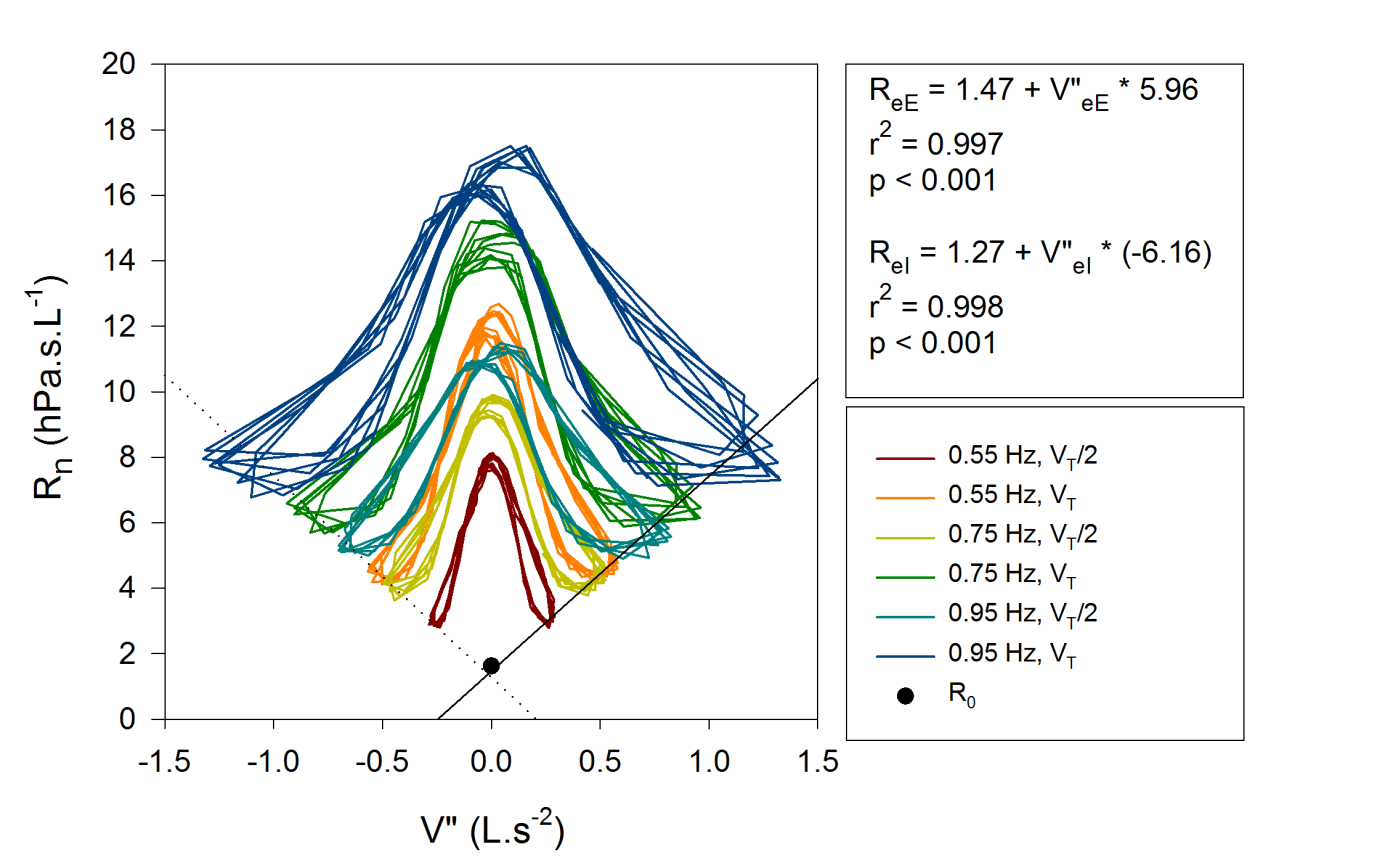 20
18
16
14
12
10
8
6
4
2
0
-1.5 -1.0 -0.5 0.0 0.5 1.0 1.5
Rn (hPa.s.L-1)
V" (L.s-2)
ReE = 1.47 + V"eE * 5.96
r2 = 0.997
p < 0.001
ReI = 1.27 + V"eI * (-6.16)
r2 = 0.998
p < 0.001
0.55 Hz, VT/2
0.55 Hz, VT
0.75 Hz, VT/2
0.75 Hz, VT
0.95 Hz, VT/2
0.95 Hz, VT
R0